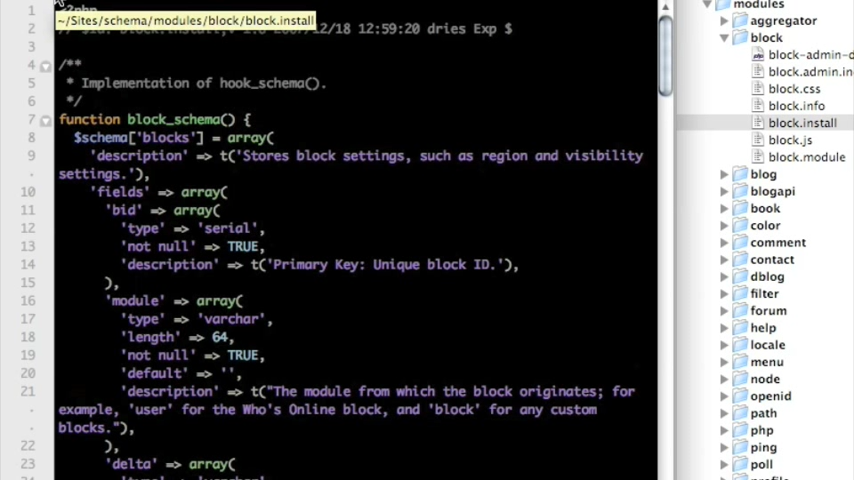 1 <?php
~/Sites/schema/modules/block/block.install
2 // $Id: block.install,v 1.6 2007/12/18 12:59:20 dries Exp $
3
4 /**
5 * Implementation of hook_schema().
6 */
7 function block_schema() {
8 $schema['blocks'] = array(
9 'description' => t('Stores block settings, such as region and visibility
settings.'),
10 'fields' => array(
11 'bid' => array(
12 'type' => 'serial',
13 'not null' => TRUE,
14 'description' => t('Primary Key: Unique block ID.'),
15 ),
16 'module' => array(
17 'type' => 'varchar',
18 'length' => 64,
19 'not null' => TRUE,
20 'default' => '',
21 'description' => t("The module from which the block originates; for
example, 'user' for the Who's Online block, and 'block' for any custom
blocks."),
22 ),
23 'delta' => array(
modules
aggregator
block
block-admin-d
block.admin.in
block.css
block.info
block.install
block.js
block.module
blog
blogapi
book
color
comment
contact
dblog
filter
forum
help
locale
menu
node
openid
path
php
ping
poll